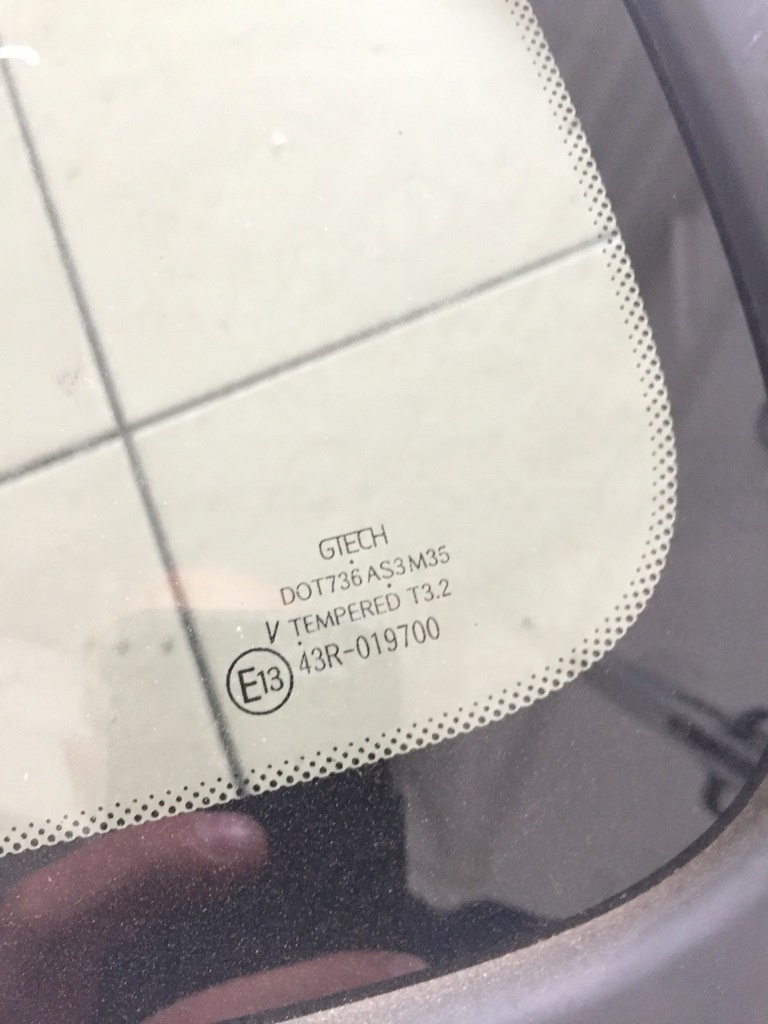 GTECH
DOT736 AS3 M35
V TEMPERED T3.2
E13 43R-019700